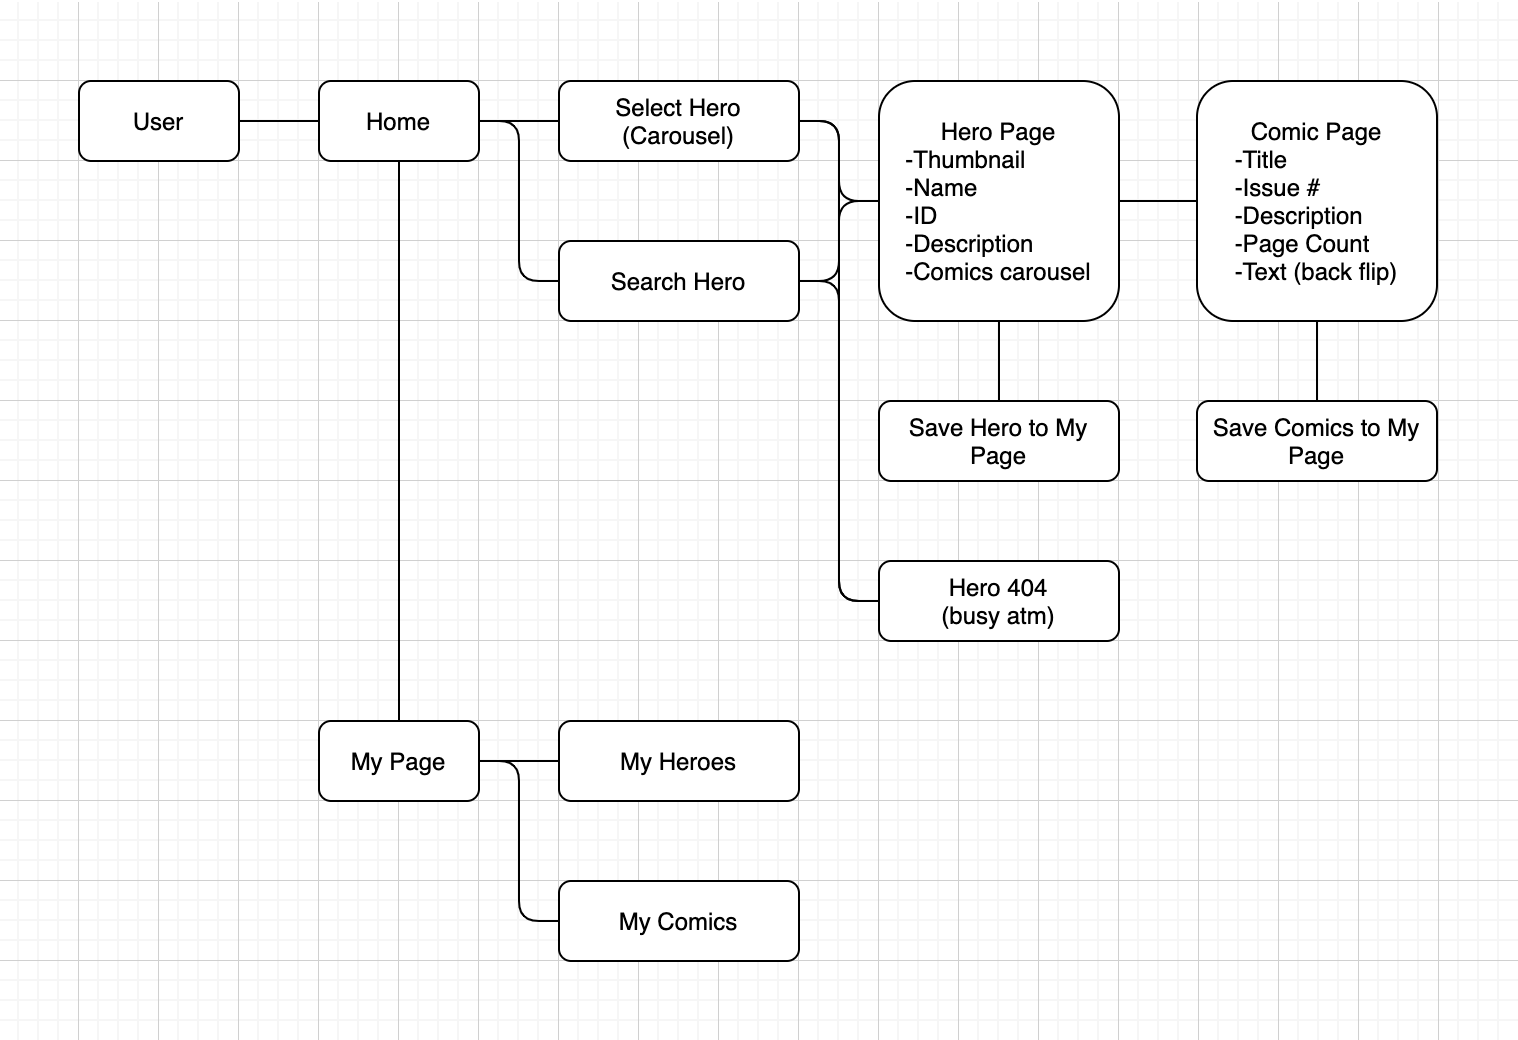 User
Home
Select Hero
(Carousel)
Search Hero
Hero Page
-Thumbnail
-Name
-ID
-Description
-Comics carousel
Comic Page
-Title
-Issue #
-Description
-Page Count
-Text (back flip)
Save Hero to My
Page
Save Comics to My
Page
Hero 404
(busy atm)
My Page
My Heroes
My Comics